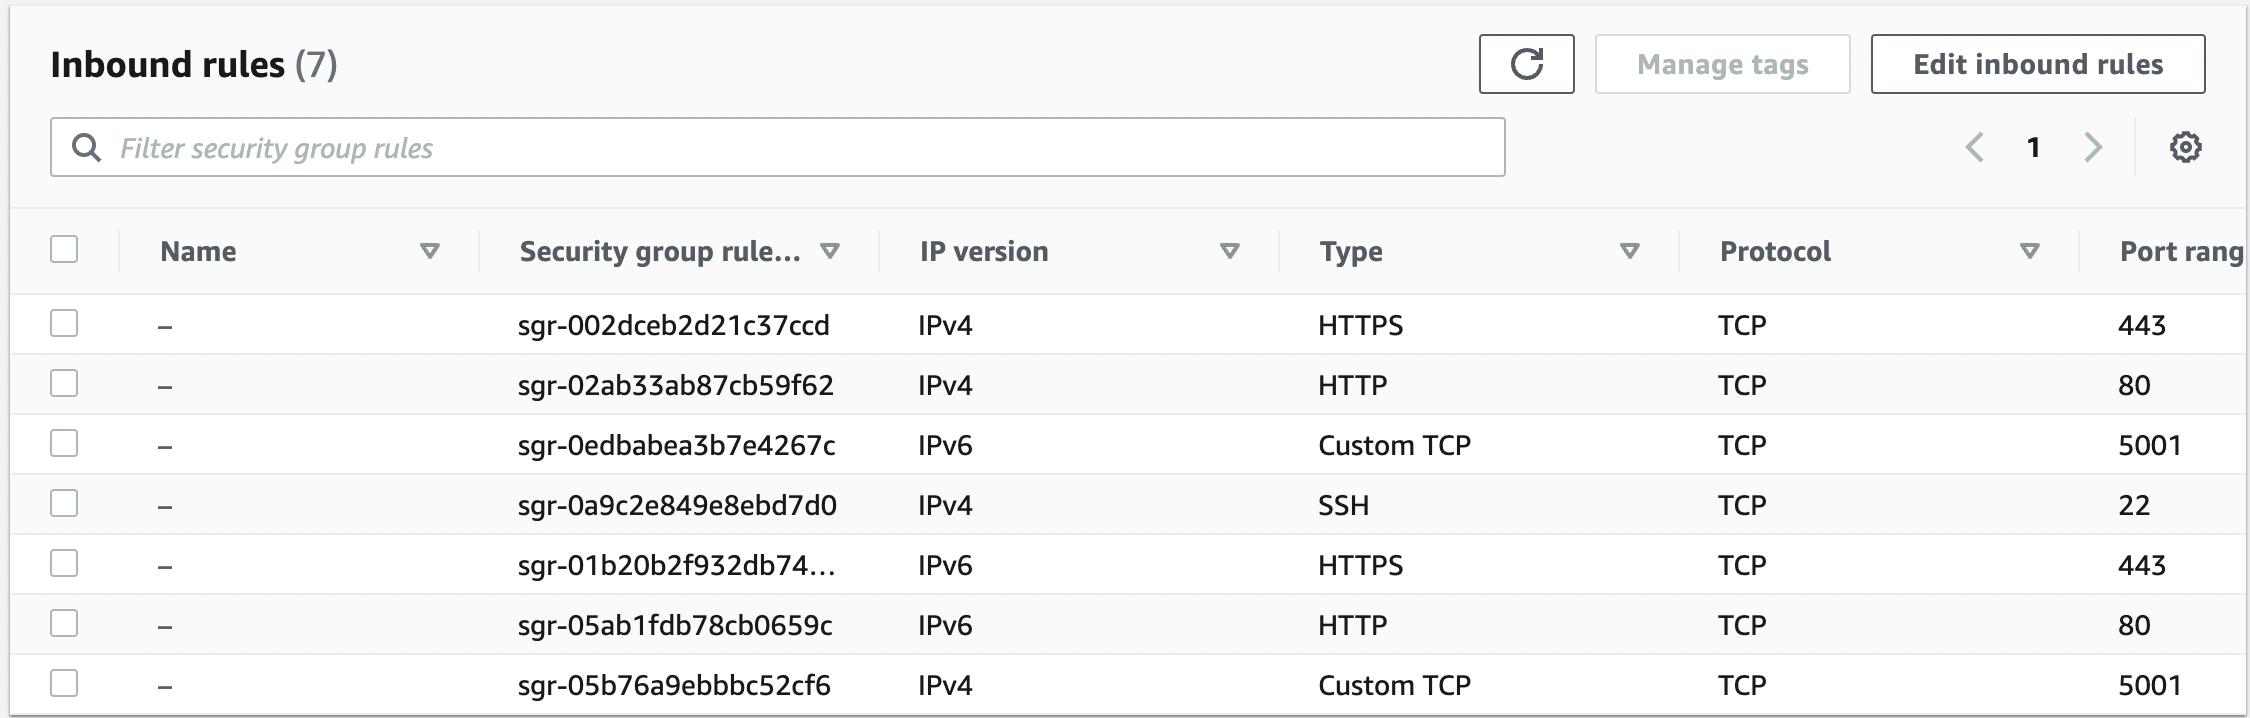 Inbound rules (7)
Manage tags
Edit inbound rules
Filter security group rules
1
Name Security group rule... IP version Type Protocol Port rang
– sgr-002dceb2d21c37ccd IPv4 HTTPS TCP 443
– sgr-02ab33ab87cb59f62 IPv4 HTTP TCP 80
– sgr-0edbabea3b7e4267c IPv6 Custom TCP TCP 5001
– sgr-0a9c2e849e8ebd7d0 IPv4 SSH TCP 22
– sgr-01b20b2f932db74... IPv6 HTTPS TCP 443
– sgr-05ab1fdb78cb0659c IPv6 HTTP TCP 80
– sgr-05b76a9ebbbc52cf6 IPv4 Custom TCP TCP 5001